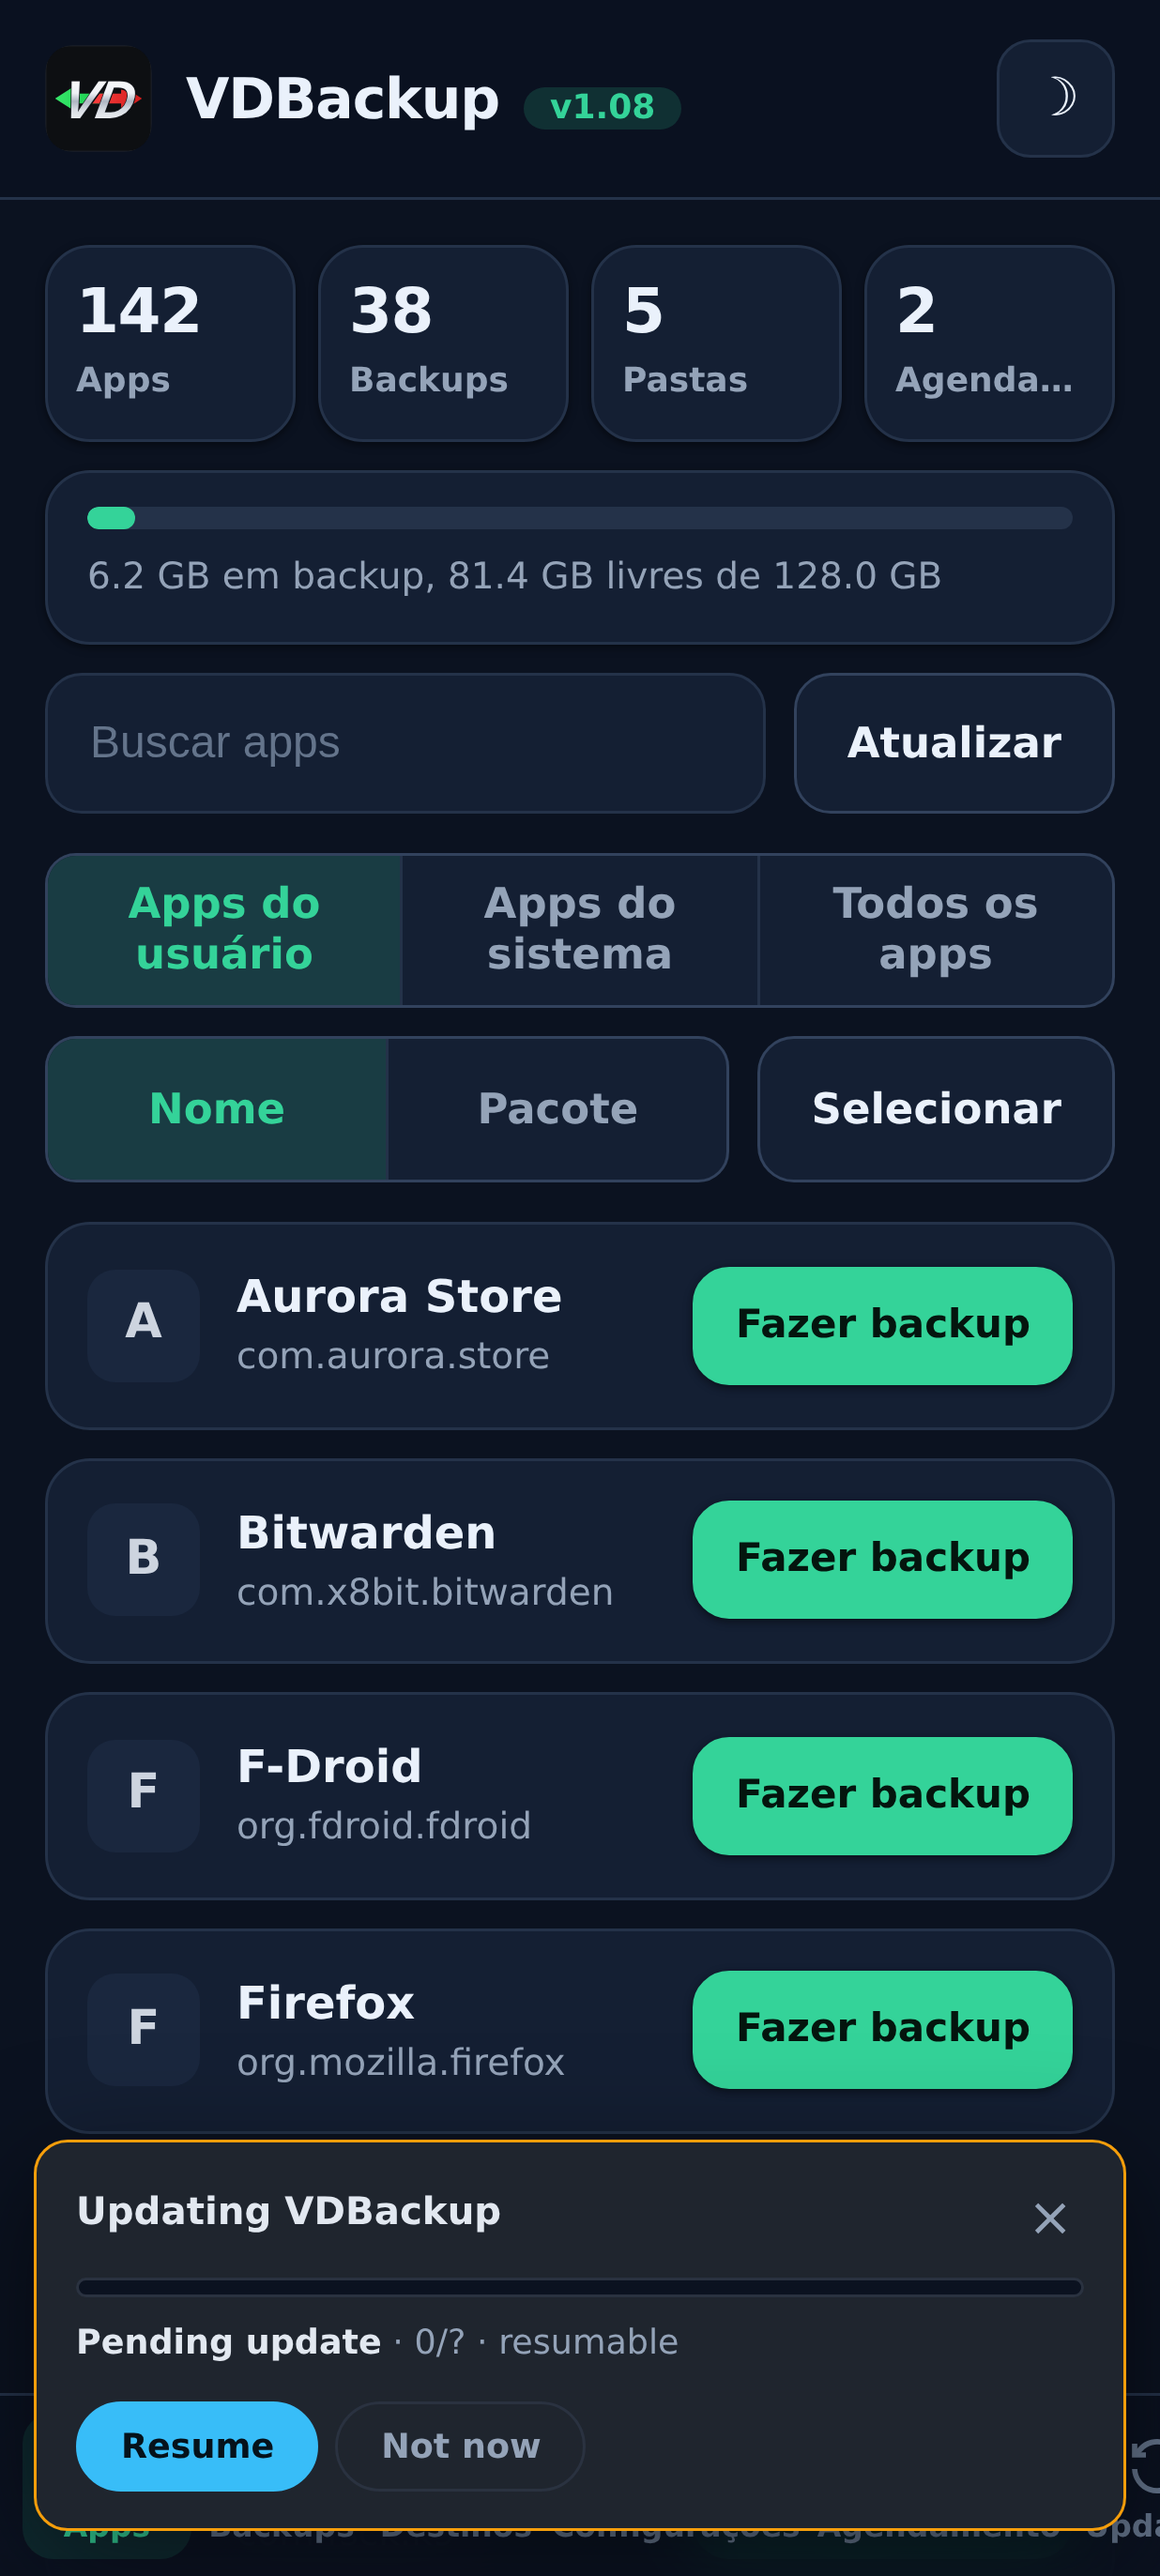 VD
VDBackup v1.08
142
Apps
38
Backups
5
Pastas
2
Agenda…
6.2 GB em backup, 81.4 GB livres de 128.0 GB
Buscar apps
Atualizar
Apps do
usuário
Apps do
sistema
Todos os
apps
Nome
Pacote
Selecionar
A
Aurora Store
com.aurora.store
Fazer backup
B
Bitwarden
com.x8bit.bitwarden
Fazer backup
F
F-Droid
org.fdroid.fdroid
Fazer backup
F
Firefox
org.mozilla.firefox
Fazer backup
Updating VDBackup
×
Pending update · 0/? · resumable
Resume
Not now